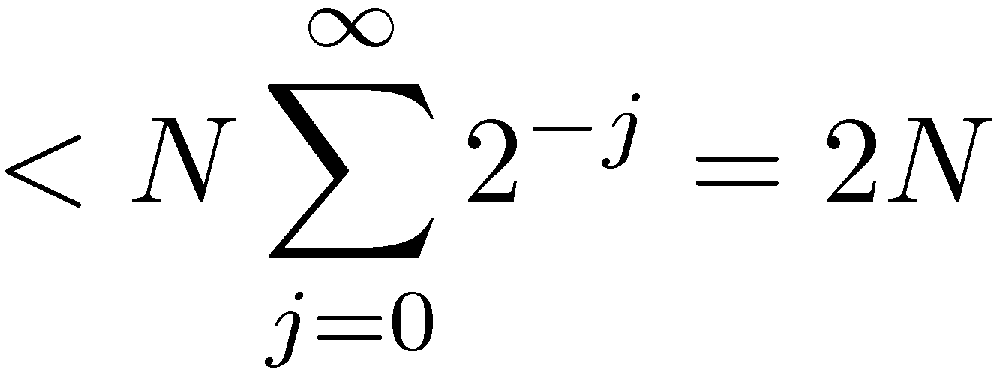 < N \sum_{j=0}^{\infty} 2^{-j} = 2N